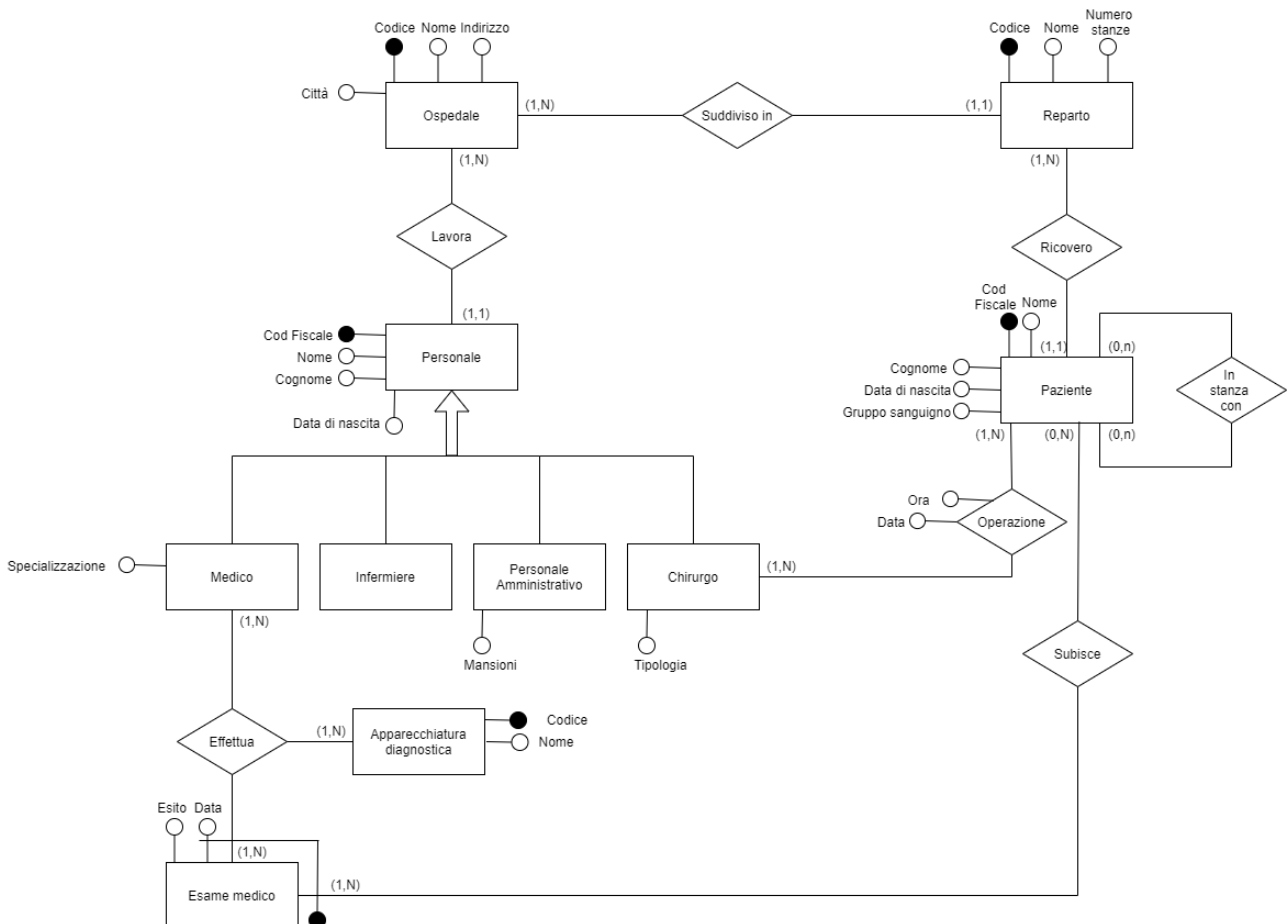 Codice Nome Indirizzo
Codice
Nome
Numero
stanze
Città
Ospedale
(1,N)
Suddiviso in
(1,1)
Reparto
(1,N)
(1,N)
Lavora
Ricovero
Cod
Fiscale
Nome
(1,1)
Cod Fiscale
Nome
Cognome
Personale
Data di nascita
(1,1)
(0,n)
Cognome
Data di nascita
Gruppo sanguigno
Paziente
In
stanza
con
(1,N)
(0,N)
(0,n)
Ora
Data
Operazione
Specializzazione
Medico
Infermiere
Personale
Amministrativo
Chirurgo
(1,N)
(1,N)
Mansioni
Tipologia
Subisce
Effettua
(1,N)
Apparecchiatura
diagnostica
Codice
Nome
Esito Data
(1,N)
Esame medico
(1,N)